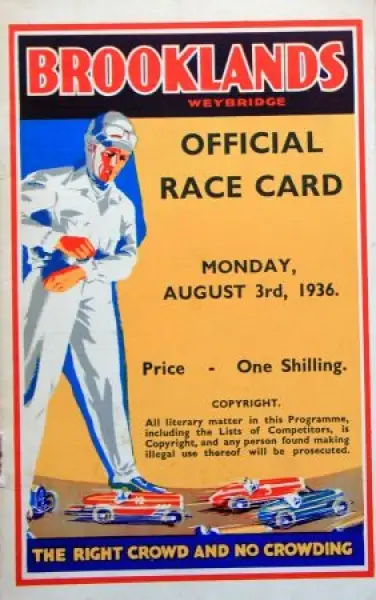 BROOKLANDS
WEYBRIDGE
OFFICIAL
RACE CARD
MONDAY,
AUGUST 3rd, 1936.
Price - One Shilling.
COPYRIGHT.
All literary matter in this Programme,
including the Lists of Competitors, is
Copyright, and any person found making
illegal use thereof will be prosecuted.
12
THE RIGHT CROWD AND NO CROWDING